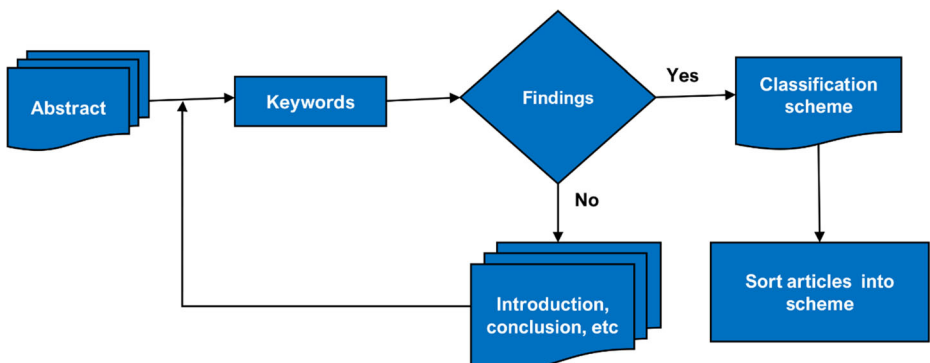 Abstract
Keywords
Findings
Yes
Classification
scheme
No
Introduction,
conclusion, etc
Sort articles into
scheme